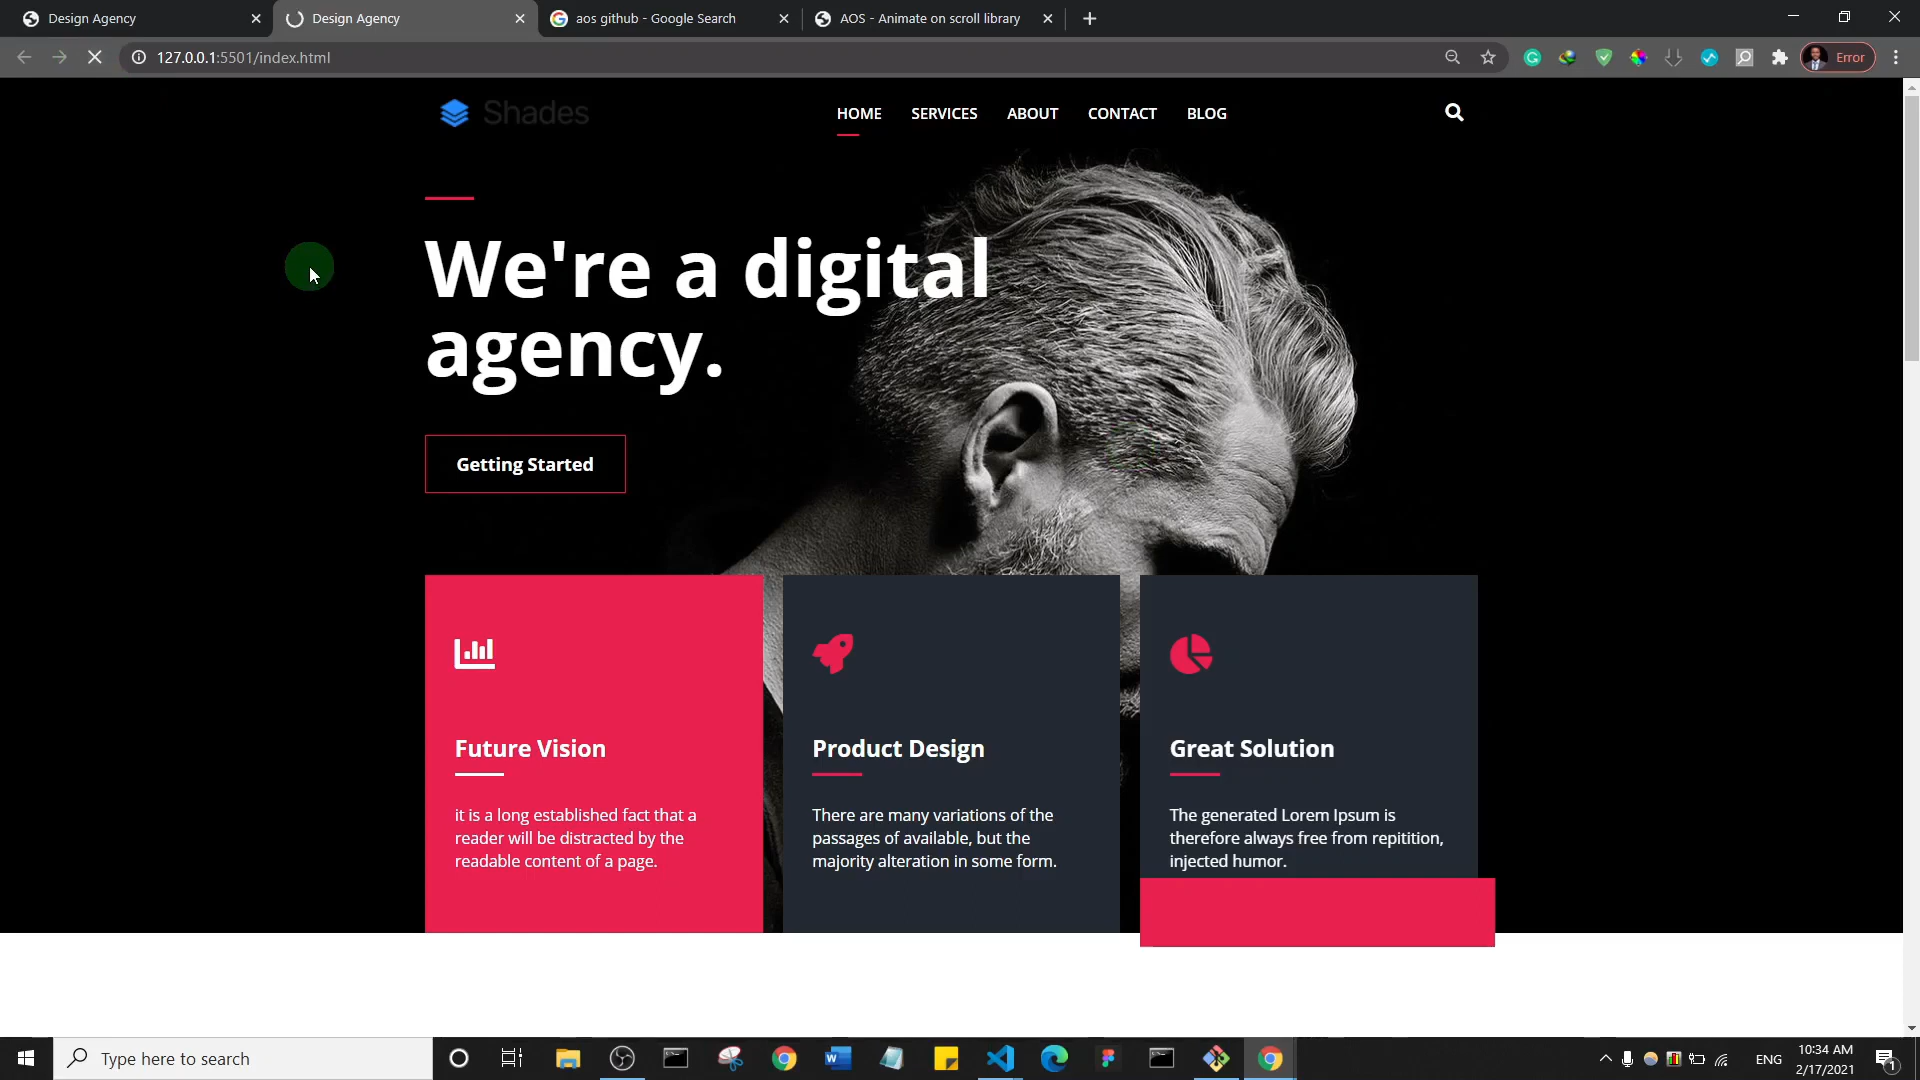 Design Agency
Design Agency
aos github - Google Search
AOS - Animate on scroll library
127.0.0.1:5501/index.html
Error
Shades
HOME
SERVICES
ABOUT
CONTACT
BLOG
We're a digital
agency.
Getting Started
Future Vision
it is a long established fact that a
reader will be distracted by the
readable content of a page.
Product Design
There are many variations of the
passages of available, but the
majority alteration in some form.
Great Solution
The generated Lorem Ipsum is
therefore always free from repitition,
injected humor.
Type here to search
ENG
10:34 AM
2/17/2021
1